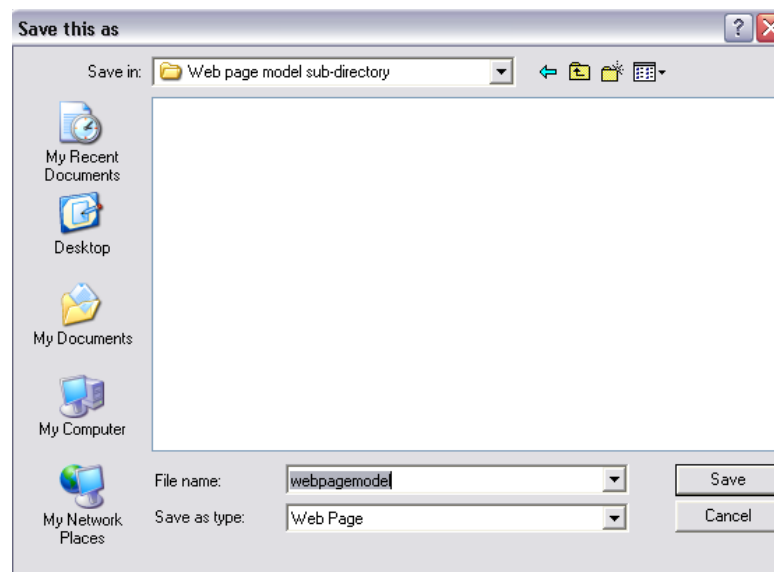 Save this as
Save in: Web page model sub-directory
My Recent
Documents
Desktop
My Documents
My Computer
My Network
Places
File name: webpagemodel
Save as type: Web Page
Save
Cancel